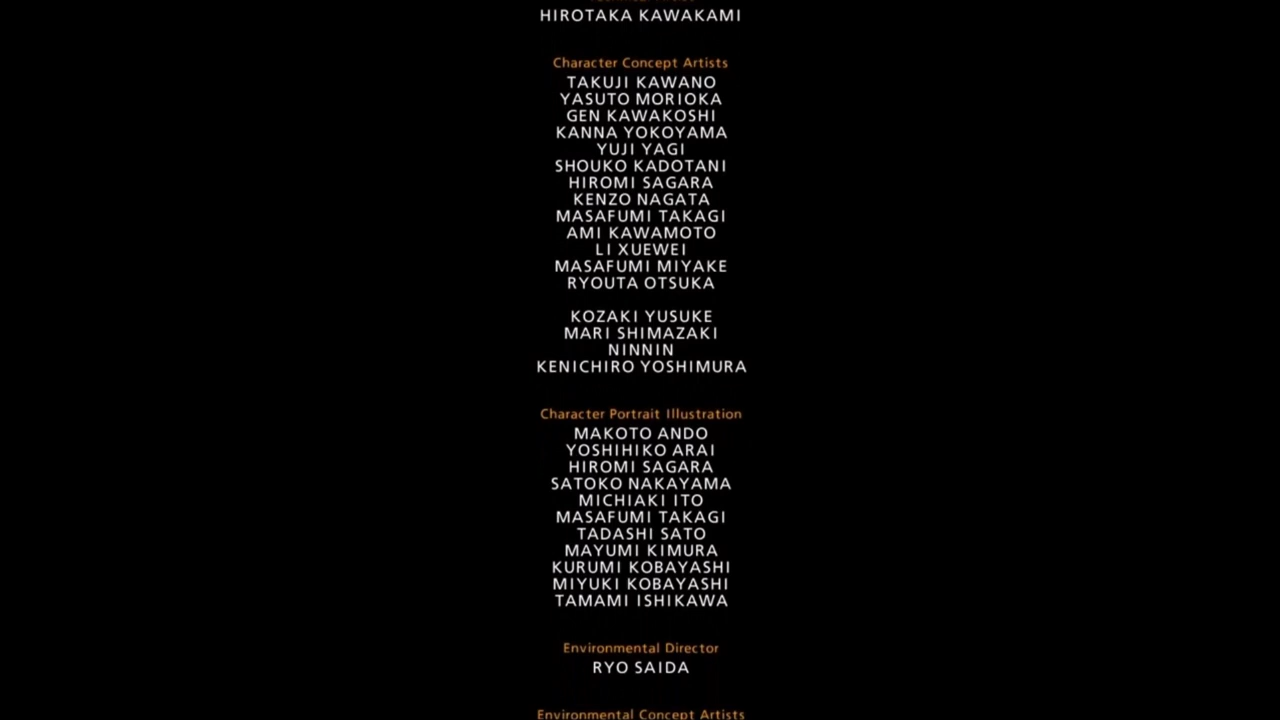 HIROTAKA KAWAKAMI
Character Concept Artists
TAKUJI KAWANO
YASUTO MORIOKA
GEN KAWAKOSHI
KANNA YOKOYAMA
YUJI YAGI
SHOUKO KADOTANI
HIROMI SAGARA
KENZO NAGATA
MASAFUMI TAKAGI
AMI KAWAMOTO
LI XUEWEI
MASAFUMI MIYAKE
RYOUTA OTSUKA
KOZAKI YUSUKE
MARI SHIMAZAKI
NINNIN
KENICHIRO YOSHIMURA
Character Portrait Illustration
MAKOTO ANDO
YOSHIHIKO ARAI
HIROMI SAGARA
SATOKO NAKAYAMA
MICHIAKI ITO
MASAFUMI TAKAGI
TADASHI SATO
MAYUMI KIMURA
KURUMI KOBAYASHI
MIYUKI KOBAYASHI
TAMAMI ISHIKAWA
Environmental Director
RYO SAIDA
Environmental Concept Artists